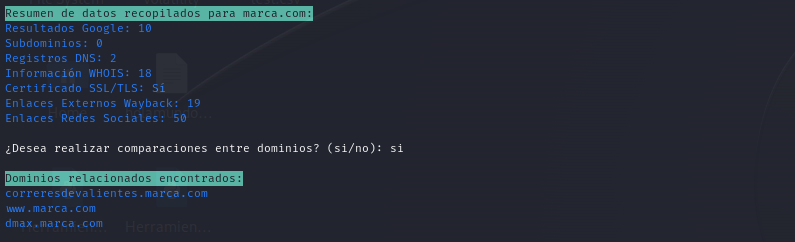 Resumen de datos recopilados para marca.com:
Resultados Google: 10
Subdominios: 0
Registros DNS: 2
Información WHOIS: 18
Certificado SSL/TLS: Sí
Enlaces Externos Wayback: 19
Enlaces Redes Sociales: 50
¿Desea realizar comparaciones entre dominios? (si/no): si
Dominios relacionados encontrados:
correresdevalientes.marca.com
www.marca.com
dmax.marca.com
Herramien...